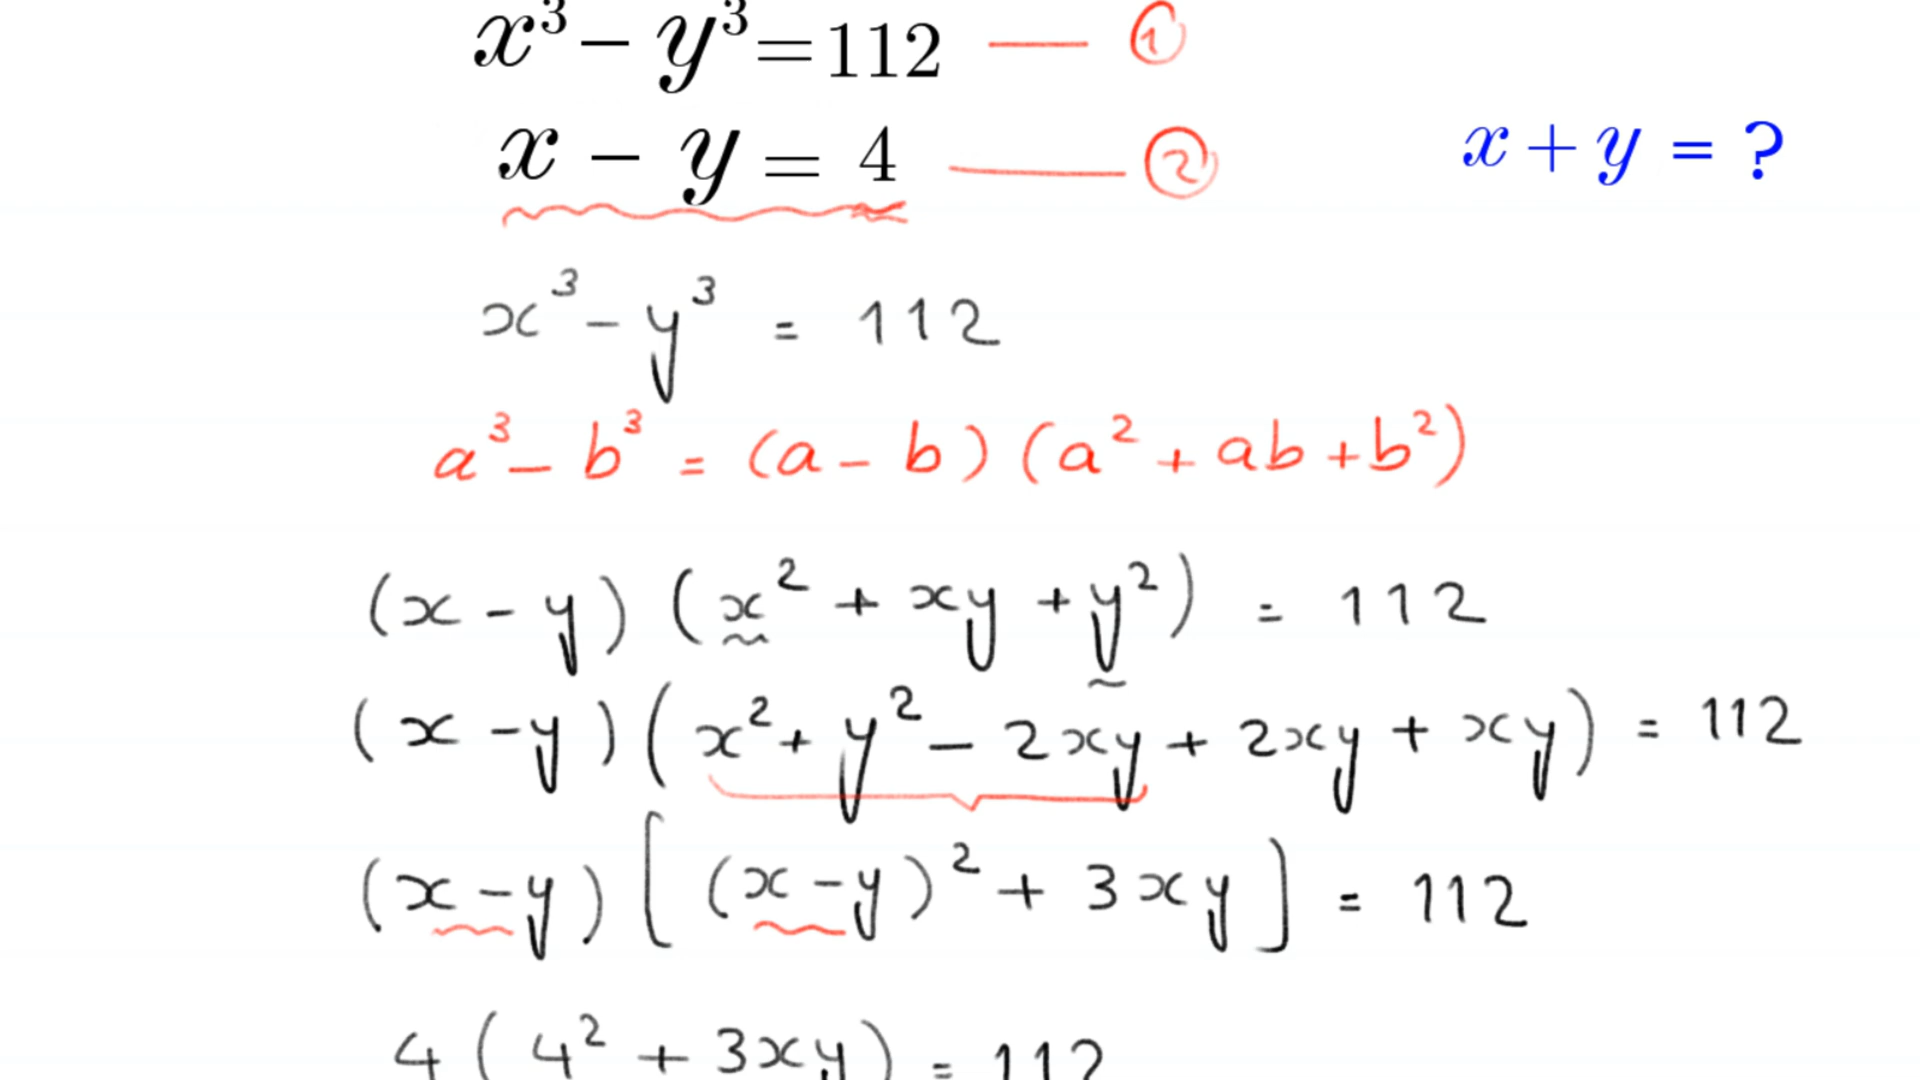 x³ − y³ = 112 — ①
x − y = 4 — ②
x + y = ?
x³ − y³ = 112
a³ − b³ = (a − b) (a² + ab + b²)
(x − y) (x² + xy + y²) = 112
(x − y) (x² + y² − 2xy + 2xy + xy) = 112
(x − y) [(x − y)² + 3xy] = 112
4 (4² + 3xy) = 112